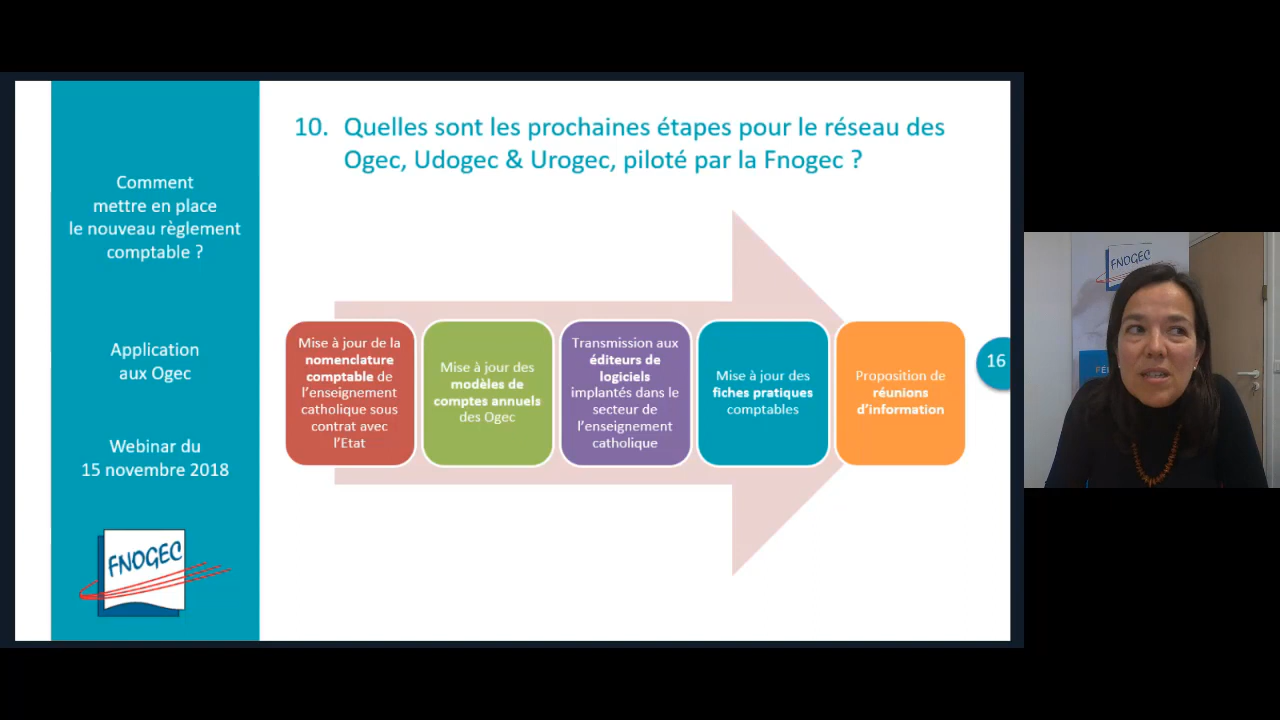 Comment
mettre en place
le nouveau règlement
comptable ?
Application
aux Ogec
Webinar du
15 novembre 2018
FNOGEC
10. Quelles sont les prochaines étapes pour le réseau des
Ogec, Udogec & Urogec, piloté par la Fnogec ?
Mise à jour de la
nomenclature
comptable de
l'enseignement
catholique sous
contrat avec
l'Etat
Mise à jour des
modèles de
comptes annuels
des Ogec
Transmission aux
éditeurs de
logiciels
implantés dans le
secteur de
l'enseignement
catholique
Mise à jour des
fiches pratiques
comptables
Proposition de
réunions
d'information
16
FNOGEC